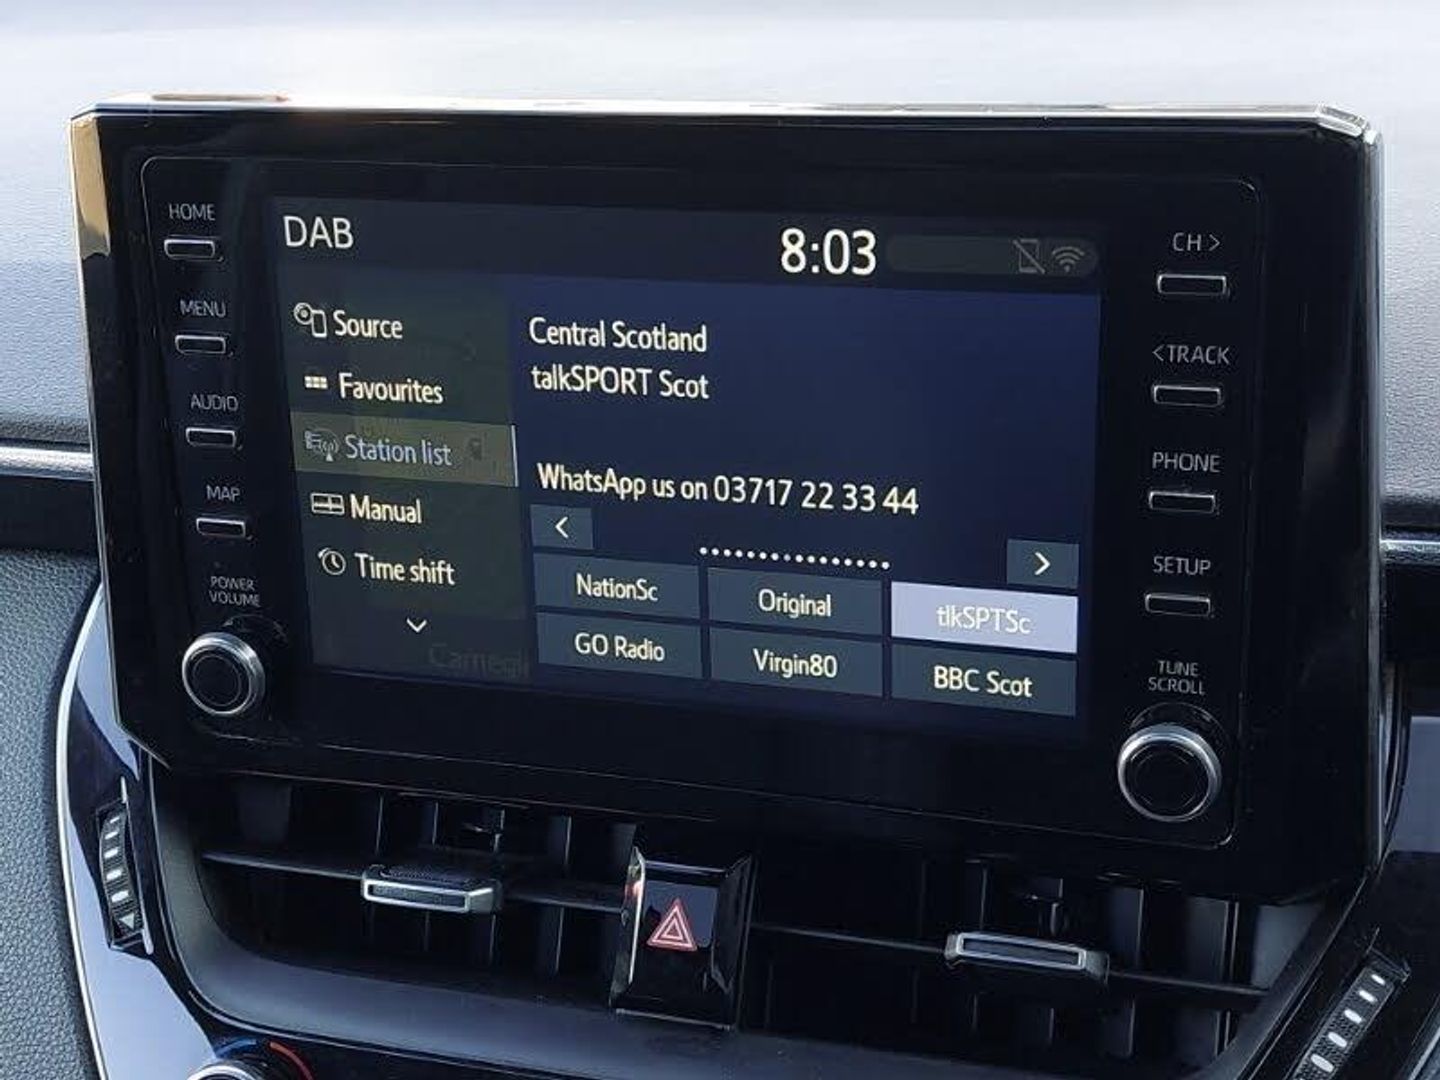 HOME
DAB
8:03
CH >
MENU
Source
Central Scotland
<TRACK
Favourites
talkSPORT Scot
AUDIO
Station list
PHONE
MAP
Manual
WhatsApp us on 03717 22 33 44
<
>
SETUP
POWER
VOLUME
Time shift
NationSc
Original
tlkSPTSc
GO Radio
Virgin80
BBC Scot
TUNE
SCROLL